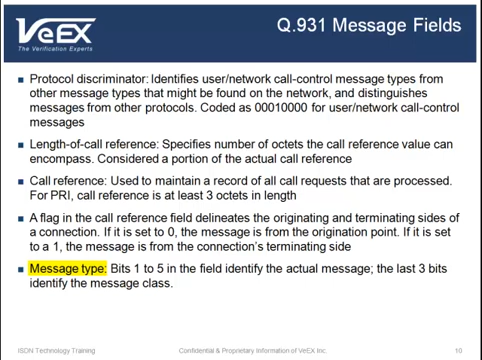 VeEX
The Verification Experts
Q.931 Message Fields
Protocol discriminator: Identifies user/network call-control message types from
other message types that might be found on the network, and distinguishes
messages from other protocols. Coded as 00010000 for user/network call-control
messages
Length-of-call reference: Specifies number of octets the call reference value can
encompass. Considered a portion of the actual call reference
Call reference: Used to maintain a record of all call requests that are processed.
For PRI, call reference is at least 3 octets in length
A flag in the call reference field delineates the originating and terminating sides of
a connection. If it is set to 0, the message is from the origination point. If it is set
to a 1, the message is from the connection's terminating side
Message type: Bits 1 to 5 in the field identify the actual message; the last 3 bits
identify the message class.
ISDN Technology Training
Confidential & Proprietary Information of VeEX Inc.
10